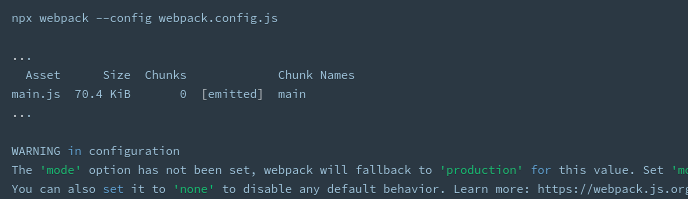 npx webpack --config webpack.config.js
...
Asset Size Chunks Chunk Names
main.js 70.4 KiB 0 [emitted] main
...
WARNING in configuration
The 'mode' option has not been set, webpack will fallback to 'production' for this value. Set
You can also set it to 'none' to disable any default behavior. Learn more: https://webpack.js.org